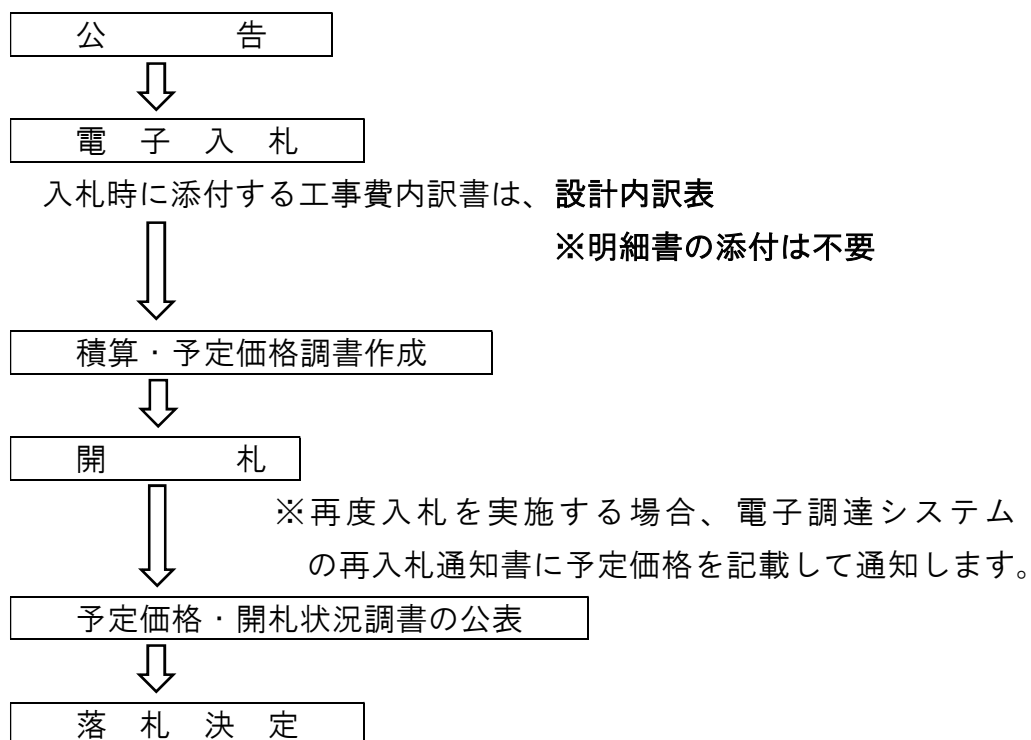 公　　　　告
電　子　入　札
入札時に添付する工事費内訳書は、設計内訳表
※明細書の添付は不要
積算・予定価格調書作成
開　　　　札
※再度入札を実施する場合、電子調達システム
の再入札通知書に予定価格を記載して通知します。
予定価格・開札状況調書の公表
落　札　決　定